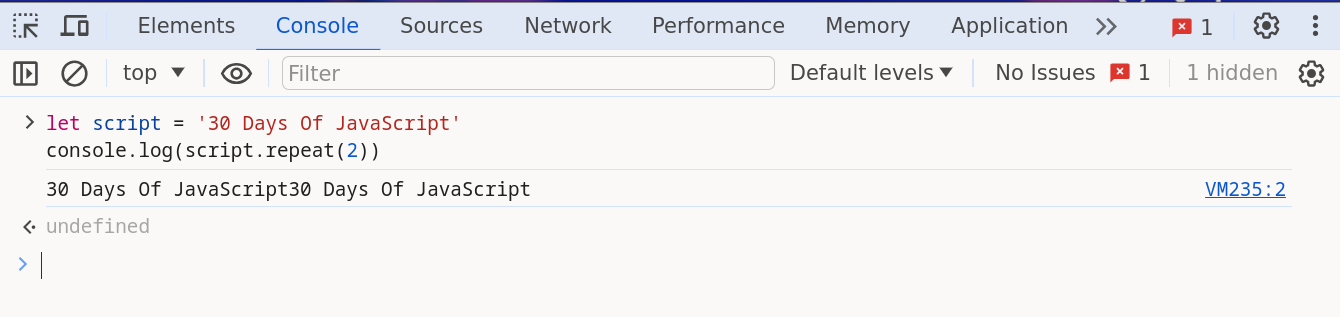 Elements Console Sources Network Performance Memory Application 1
top Filter Default levels No Issues 1 1 hidden
let script = '30 Days Of JavaScript'
console.log(script.repeat(2))
30 Days Of JavaScript30 Days Of JavaScript VM235:2
undefined